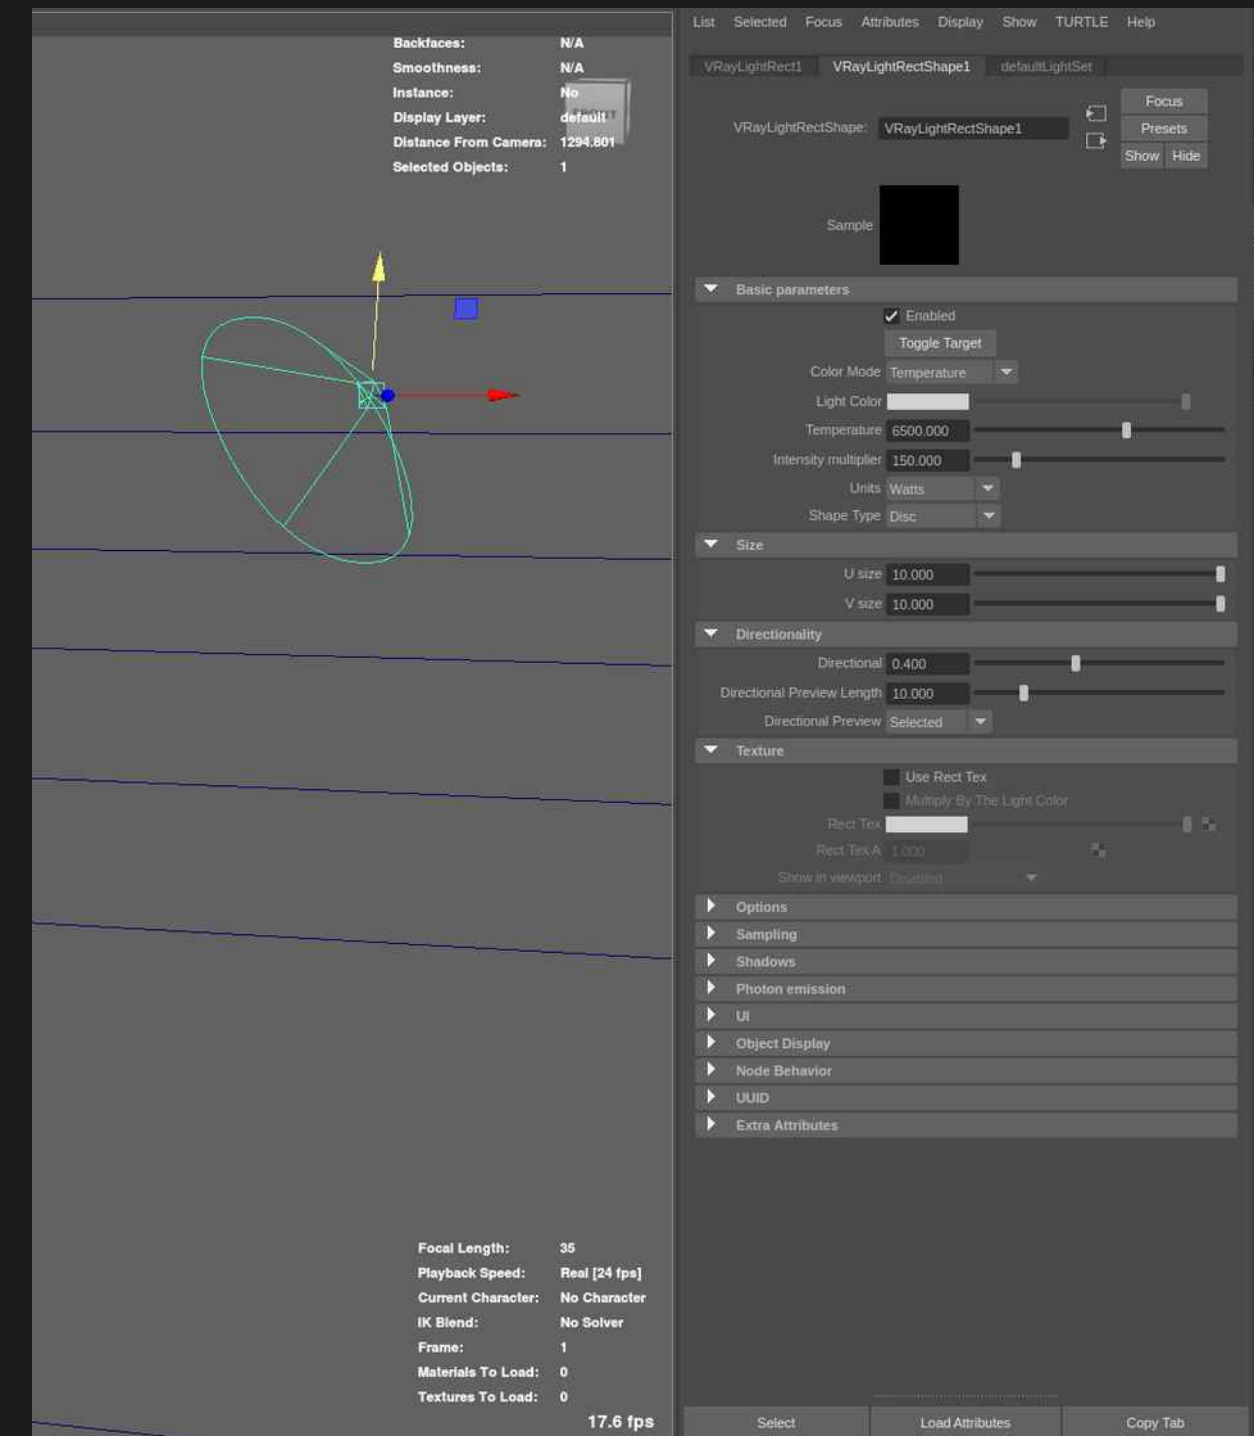 List Selected Focus Attributes Display Show TURTLE Help
VRayLightRect1 VRayLightRectShape1 defaultLightSet
Backfaces: N/A
Smoothness: N/A
Instance: No
Display Layer: default
Distance From Camera: 1294.801
Selected Objects: 1
FRONT
VRayLightRectShape: VRayLightRectShape1
Focus
Presets
Show Hide
Sample
Basic parameters
Enabled
Toggle Target
Color Mode Temperature
Light Color
Temperature 6500.000
Intensity multiplier 150.000
Units Watts
Shape Type Disc
Size
U size 10.000
V size 10.000
Directionality
Directional 0.400
Directional Preview Length 10.000
Directional Preview Selected
Texture
Use Rect Tex
Multiply By The Light Color
Rect Tex
Rect Tex A 1.000
Show in viewport Disabled
Options
Sampling
Shadows
Photon emission
UI
Object Display
Node Behavior
UUID
Extra Attributes
Focal Length: 35
Playback Speed: Real [24 fps]
Current Character: No Character
IK Blend: No Solver
Frame: 1
Materials To Load: 0
Textures To Load: 0
17.6 fps
Select Load Attributes Copy Tab